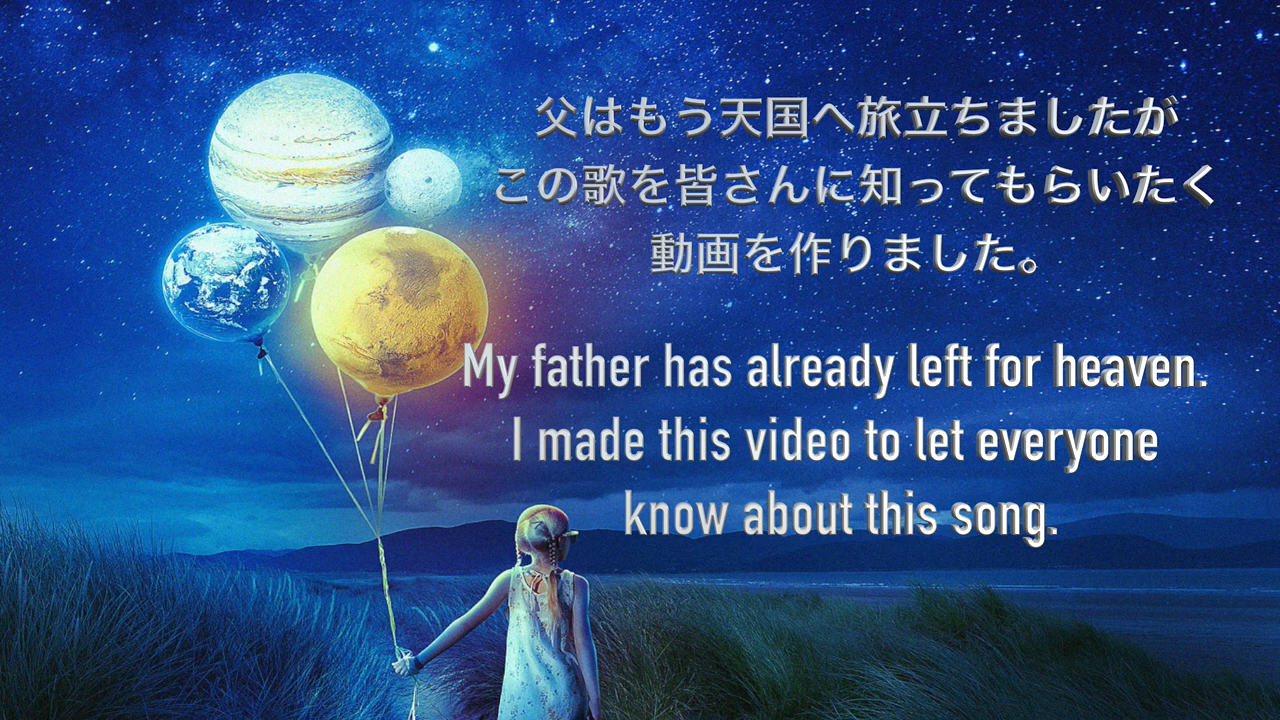 父はもう天国へ旅立ちましたが
この歌を皆さんに知ってもらいたく
動画を作りました。
My father has already left for heaven.
I made this video to let everyone
know about this song.